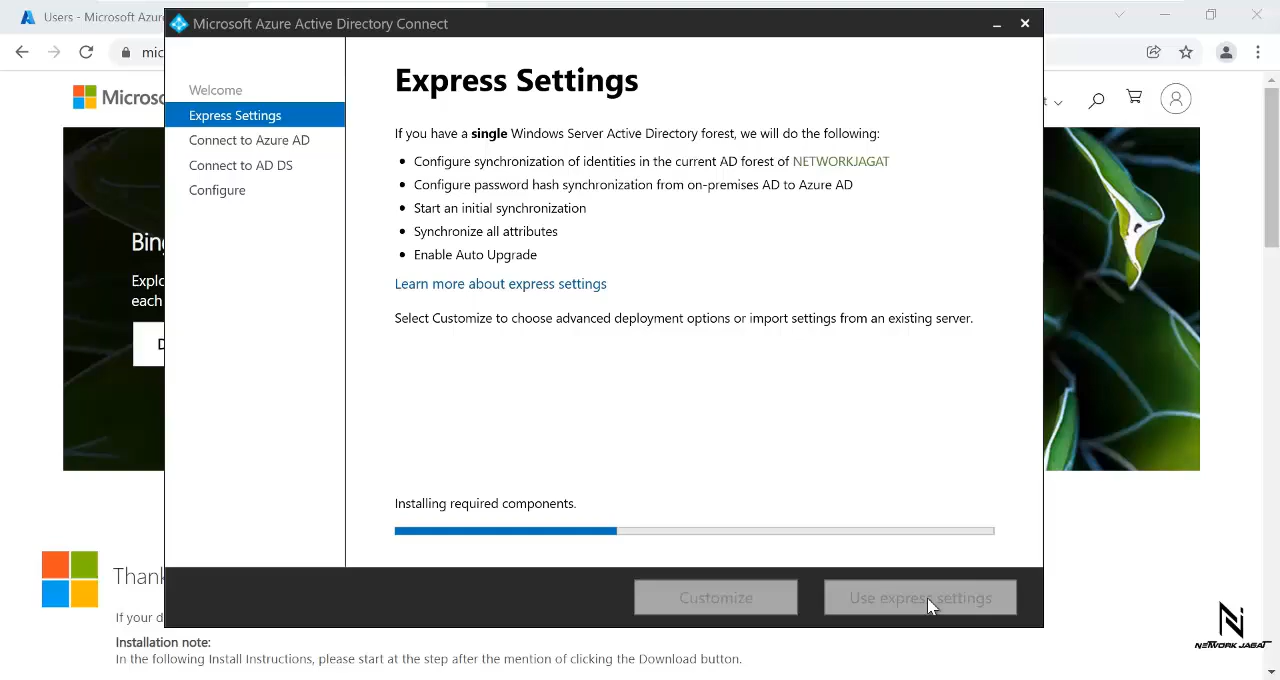 Users - Microsoft Azur
Microsoft Azure Active Directory Connect
mic
Microso
Welcome
Express Settings
Connect to Azure AD
Connect to AD DS
Configure
Express Settings
If you have a single Windows Server Active Directory forest, we will do the following:
• Configure synchronization of identities in the current AD forest of NETWORKJAGAT
• Configure password hash synchronization from on-premises AD to Azure AD
• Start an initial synchronization
• Synchronize all attributes
• Enable Auto Upgrade
Learn more about express settings
Select Customize to choose advanced deployment options or import settings from an existing server.
Bing
Explo
each
D
Installing required components.
Customize
Use express settings
Thank
If your d
Installation note:
In the following Install Instructions, please start at the step after the mention of clicking the Download button.
NETWORK JAGAT